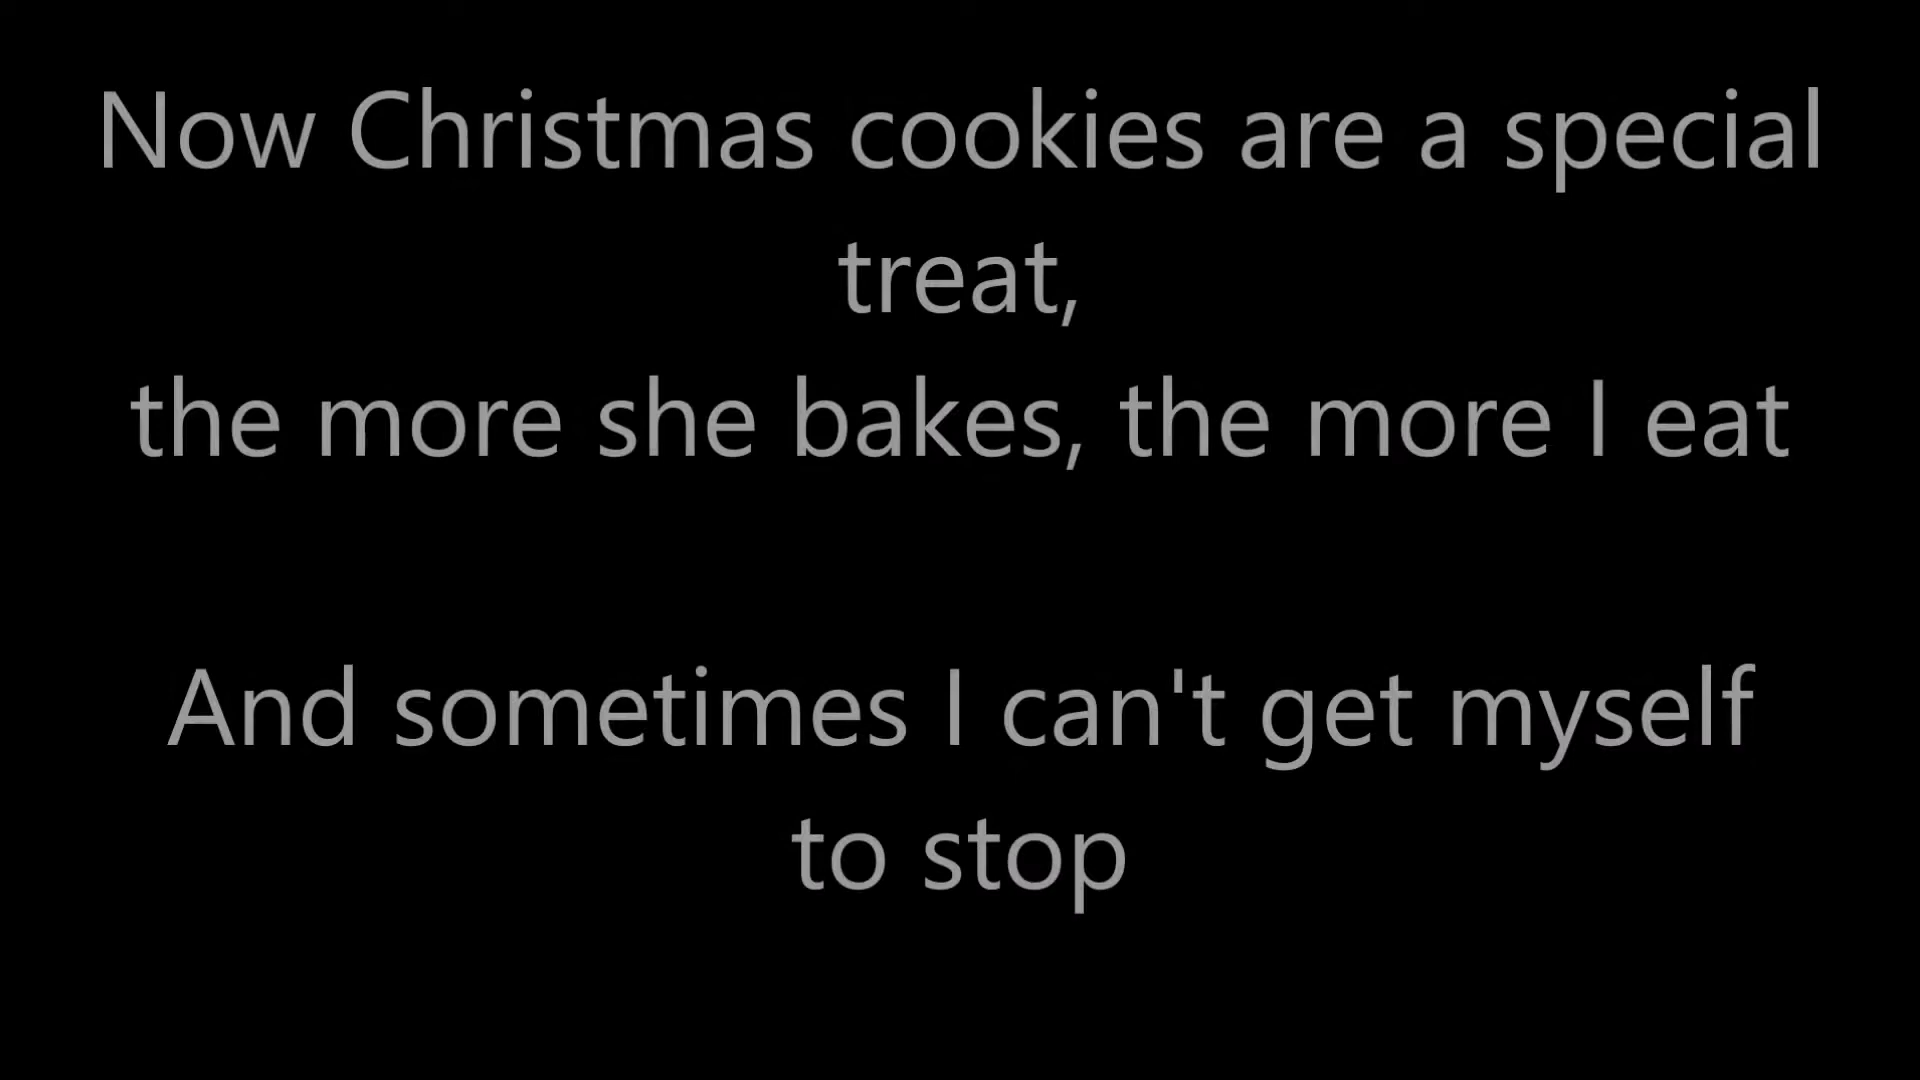 Now Christmas cookies are a special
treat,
the more she bakes, the more I eat
And sometimes I can't get myself
to stop